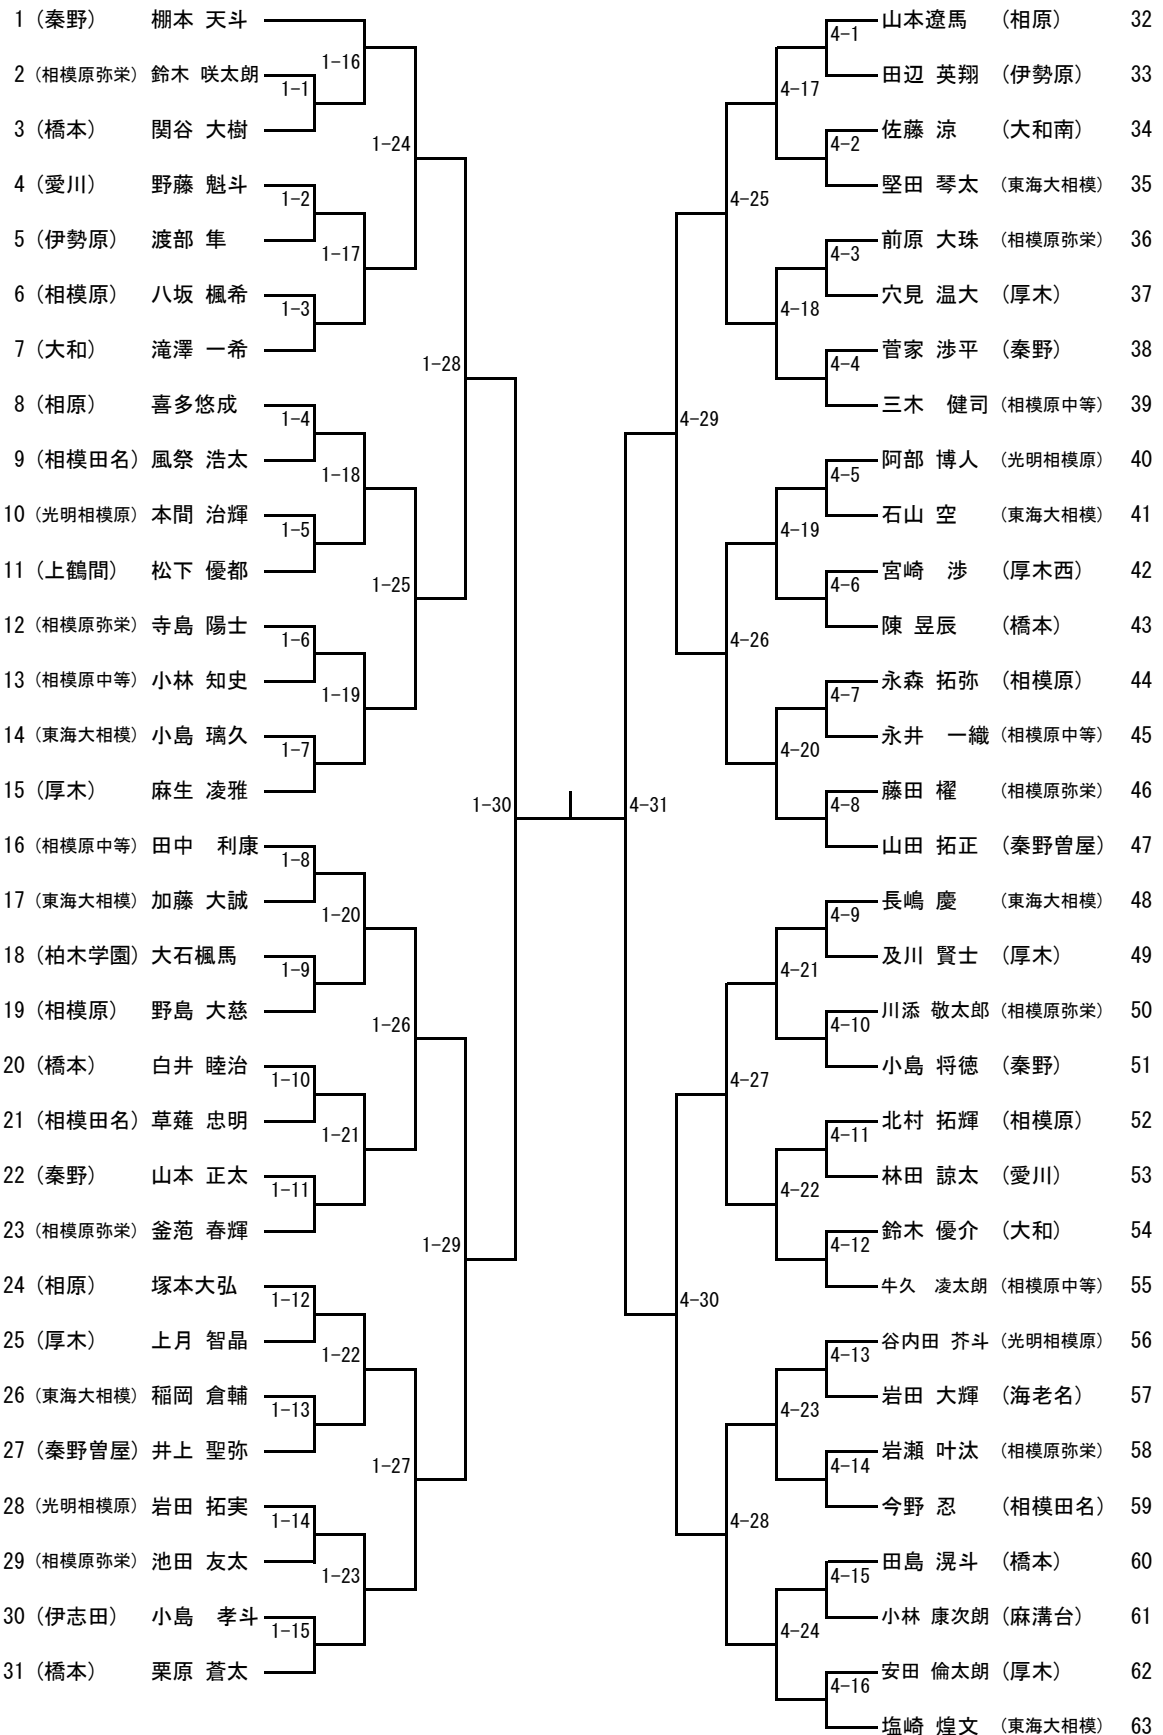 1 （秦野） 棚本 天斗
2 （相模原弥栄） 鈴木 咲太朗
3 （橋本） 関谷 大樹
4 （愛川） 野藤 魁斗
5 （伊勢原） 渡部 隼
6 （相模原） 八坂 楓希
7 （大和） 滝澤 一希
8 （相原） 喜多悠成
9 （相模田名） 風祭 浩太
10 （光明相模原） 本間 治輝
11 （上鶴間） 松下 優都
12 （相模原弥栄） 寺島 陽士
13 （相模原中等） 小林 知史
14 （東海大相模） 小島 璃久
15 （厚木） 麻生 凌雅
16 （相模原中等） 田中 利康
17 （東海大相模） 加藤 大誠
18 （柏木学園） 大石楓馬
19 （相模原） 野島 大慈
20 （橋本） 白井 睦治
21 （相模田名） 草薙 忠明
22 （秦野） 山本 正太
23 （相模原弥栄） 釜萢 春輝
24 （相原） 塚本大弘
25 （厚木） 上月 智晶
26 （東海大相模） 稲岡 倉輔
27 （秦野曽屋） 井上 聖弥
28 （光明相模原） 岩田 拓実
29 （相模原弥栄） 池田 友太
30 （伊志田） 小島 孝斗
31 （橋本） 栗原 蒼太
1-1
1-2
1-3
1-4
1-5
1-6
1-7
1-8
1-9
1-10
1-11
1-12
1-13
1-14
1-15
1-16
1-17
1-18
1-19
1-20
1-21
1-22
1-23
1-24
1-25
1-26
1-27
1-28
1-29
1-30
4-31
4-29
4-30
4-25
4-26
4-27
4-28
4-17
4-18
4-19
4-20
4-21
4-22
4-23
4-24
4-1
4-2
4-3
4-4
4-5
4-6
4-7
4-8
4-9
4-10
4-11
4-12
4-13
4-14
4-15
4-16
山本遼馬 （相原） 32
田辺 英翔 （伊勢原） 33
佐藤 涼 （大和南） 34
堅田 琴太 （東海大相模） 35
前原 大珠 （相模原弥栄） 36
穴見 温大 （厚木） 37
菅家 渉平 （秦野） 38
三木 健司 （相模原中等） 39
阿部 博人 （光明相模原） 40
石山 空 （東海大相模） 41
宮崎 渉 （厚木西） 42
陳 昱辰 （橋本） 43
永森 拓弥 （相模原） 44
永井 一織 （相模原中等） 45
藤田 櫂 （相模原弥栄） 46
山田 拓正 （秦野曽屋） 47
長嶋 慶 （東海大相模） 48
及川 賢士 （厚木） 49
川添 敬太郎 （相模原弥栄） 50
小島 将徳 （秦野） 51
北村 拓輝 （相模原） 52
林田 諒太 （愛川） 53
鈴木 優介 （大和） 54
牛久 凌太朗 （相模原中等） 55
谷内田 芥斗 （光明相模原） 56
岩田 大輝 （海老名） 57
岩瀬 叶汰 （相模原弥栄） 58
今野 忍 （相模田名） 59
田島 滉斗 （橋本） 60
小林 康次朗 （麻溝台） 61
安田 倫太朗 （厚木） 62
塩崎 煌文 （東海大相模） 63